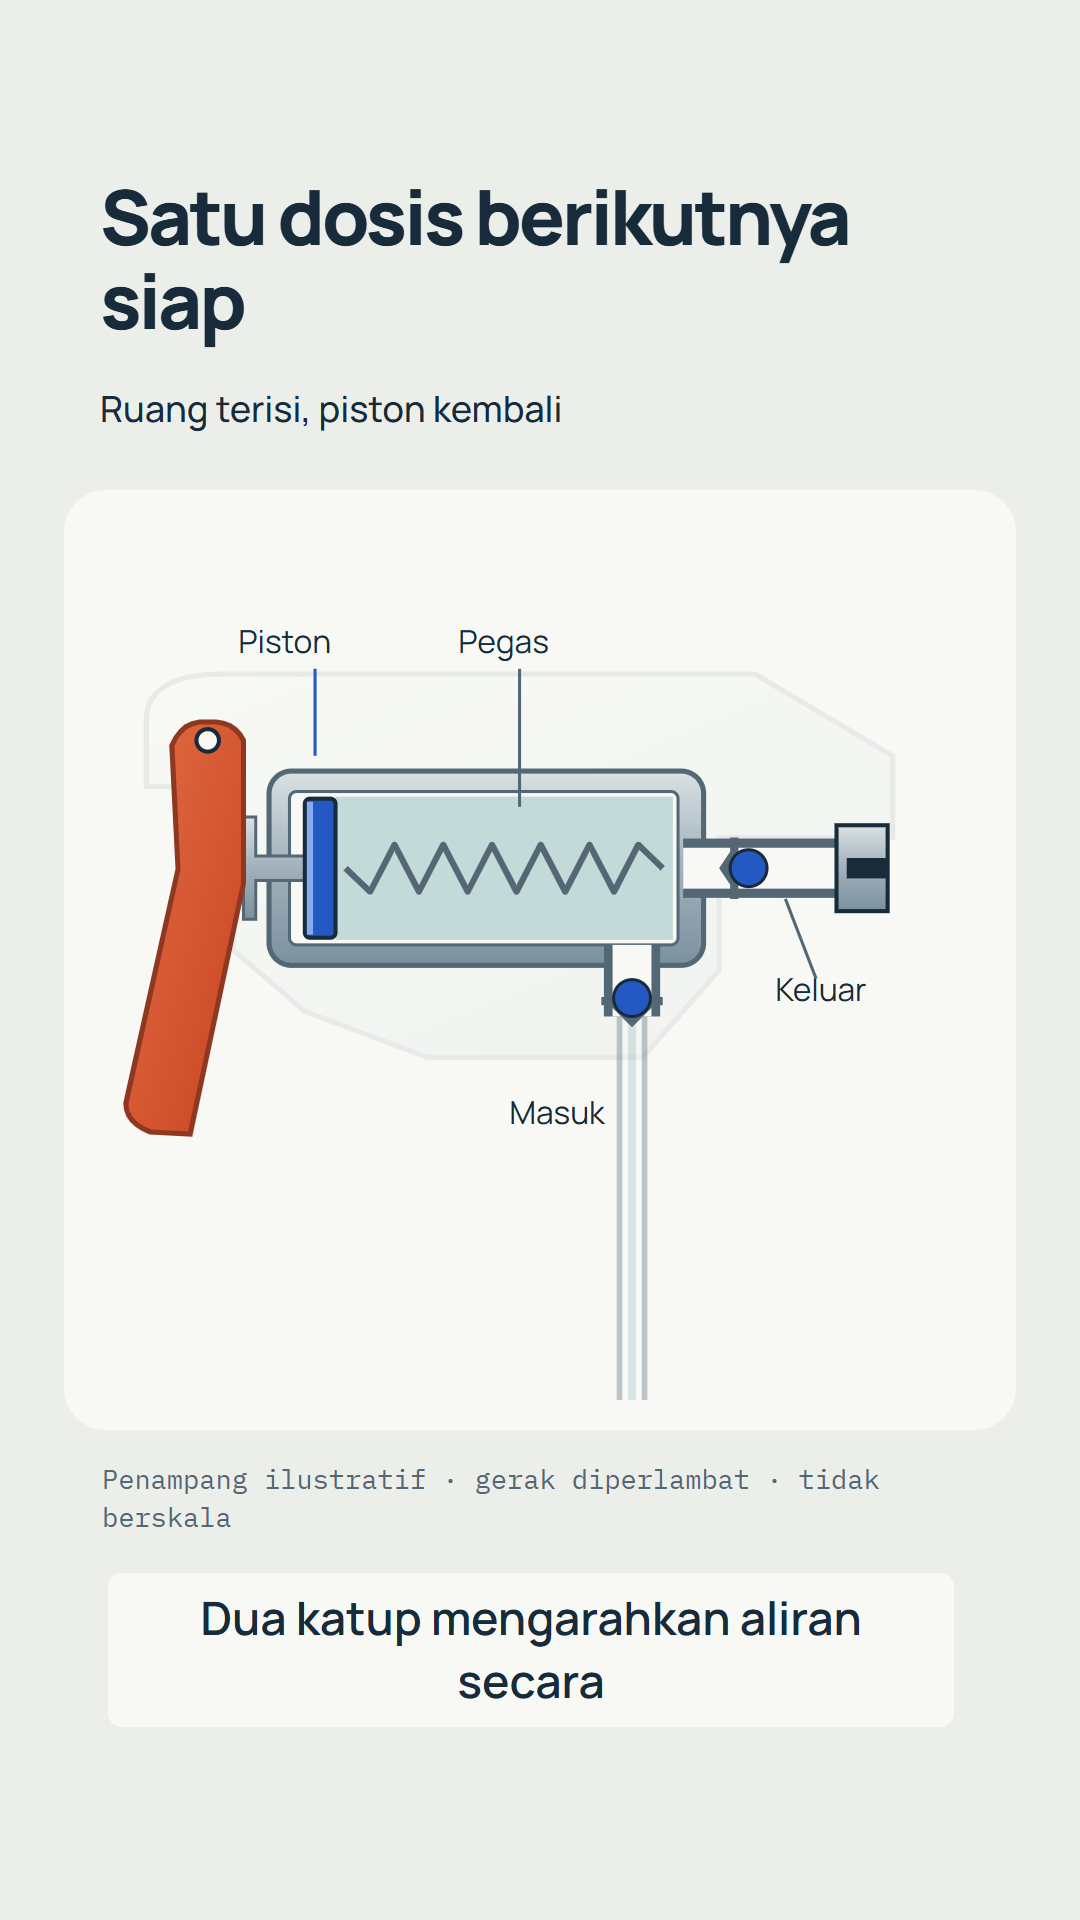 Satu dosis berikutnya
siap
Ruang terisi, piston kembali
Piston
Pegas
Keluar
Masuk
Penampang ilustratif · gerak diperlambat · tidak
berskala
Dua katup mengarahkan aliran
secara